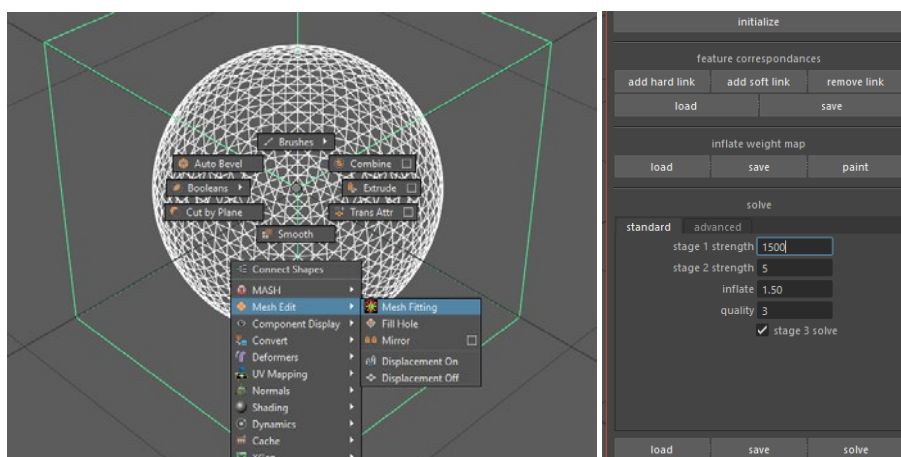 Brushes
Auto Bevel
Combine
Booleans
Extrude
Cut by Plane
Trans Attr
Smooth
Connect Shapes
MASH
Mesh Edit
Component Display
Convert
Deformers
UV Mapping
Normals
Shading
Dynamics
Cache
XGen
Mesh Fitting
Fill Hole
Mirror
Displacement On
Displacement Off
initialize
feature correspondances
add hard link add soft link remove link
load save
inflate weight map
load save paint
solve
standard advanced
stage 1 strength 1500
stage 2 strength 5
inflate 1.50
quality 3
stage 3 solve
load save solve